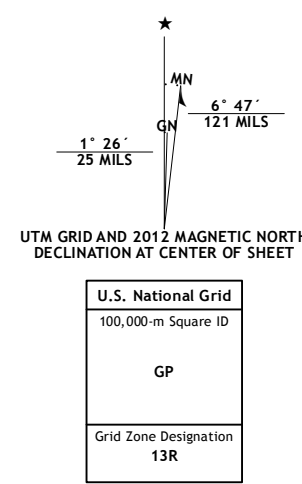 ★
MN
GN
6° 47´
121 MILS
1° 26´
25 MILS
UTM GRID AND 2012 MAGNETIC NORTH
DECLINATION AT CENTER OF SHEET
U.S. National Grid
100,000-m Square ID
GP
Grid Zone Designation
13R